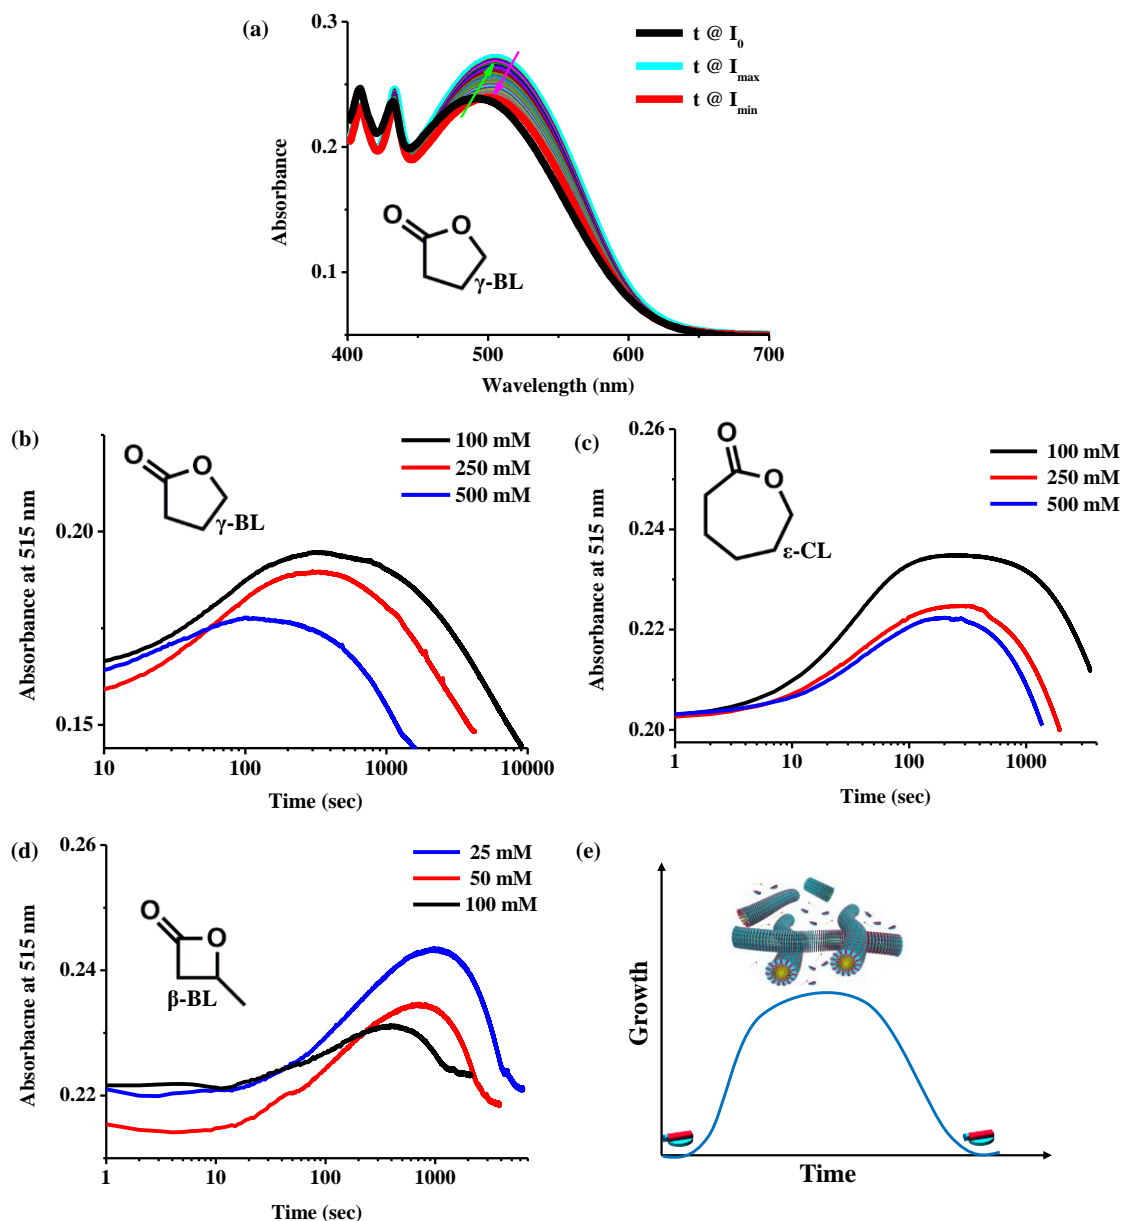 (a)
0.3
0.2
0.1
Absorbance
400
500
600
700
Wavelength (nm)
t @ I0
t @ Imax
t @ Imin
O
O
γ-BL
(b)
0.20
0.15
Absorbance at 515 nm
10
100
1000
10000
Time (sec)
100 mM
250 mM
500 mM
O
O
γ-BL
(c)
0.26
0.24
0.22
0.20
Absorbance at 515 nm
1
10
100
1000
Time (sec)
100 mM
250 mM
500 mM
O
O
ε-CL
(d)
0.26
0.24
0.22
Absorbacne at 515 nm
1
10
100
1000
Time (sec)
25 mM
50 mM
100 mM
O
O
β-BL
(e)
Growth
Time